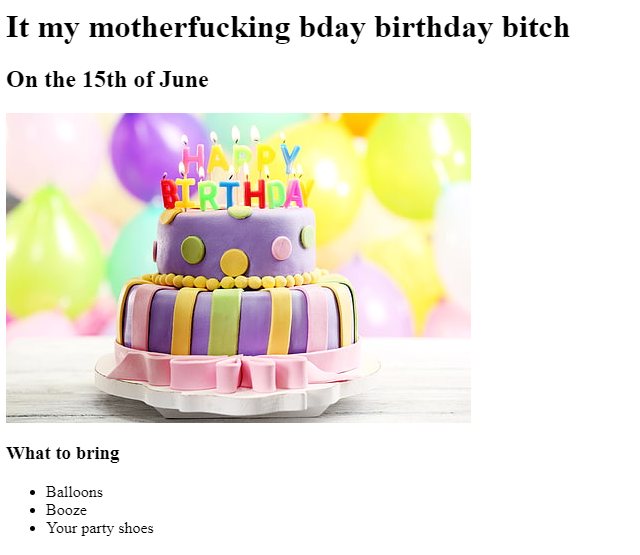 It my motherfucking bday birthday bitch
On the 15th of June
HAPPY
BIRTHDAY
What to bring
Balloons
Booze
Your party shoes